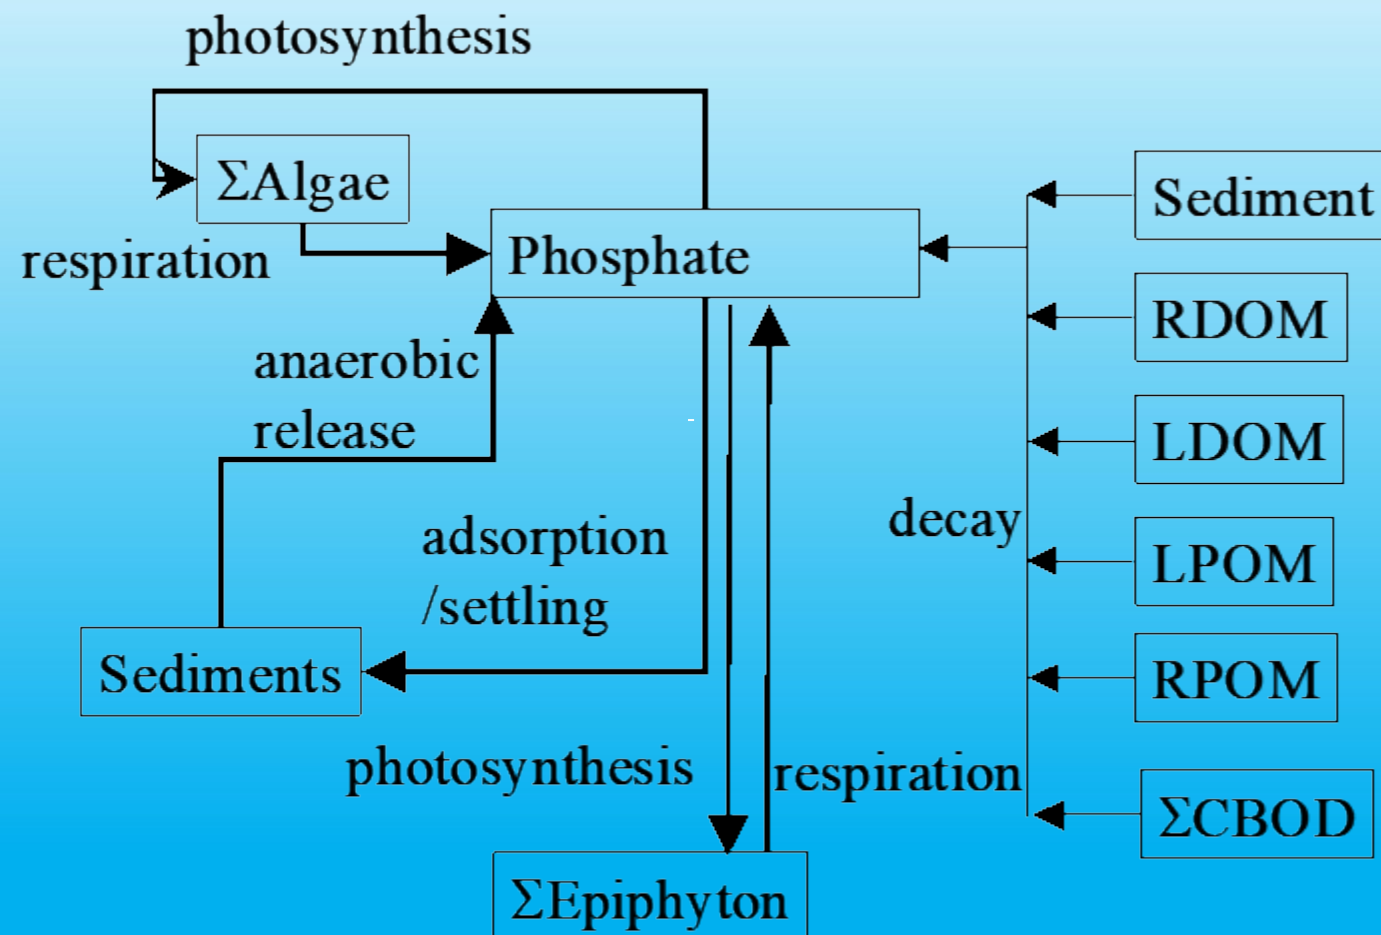 photosynthesis
ΣAlgae
Sediment
respiration
Phosphate
RDOM
anaerobic
release
LDOM
decay
adsorption
/settling
LPOM
Sediments
RPOM
photosynthesis
respiration
ΣCBOD
ΣEpiphyton